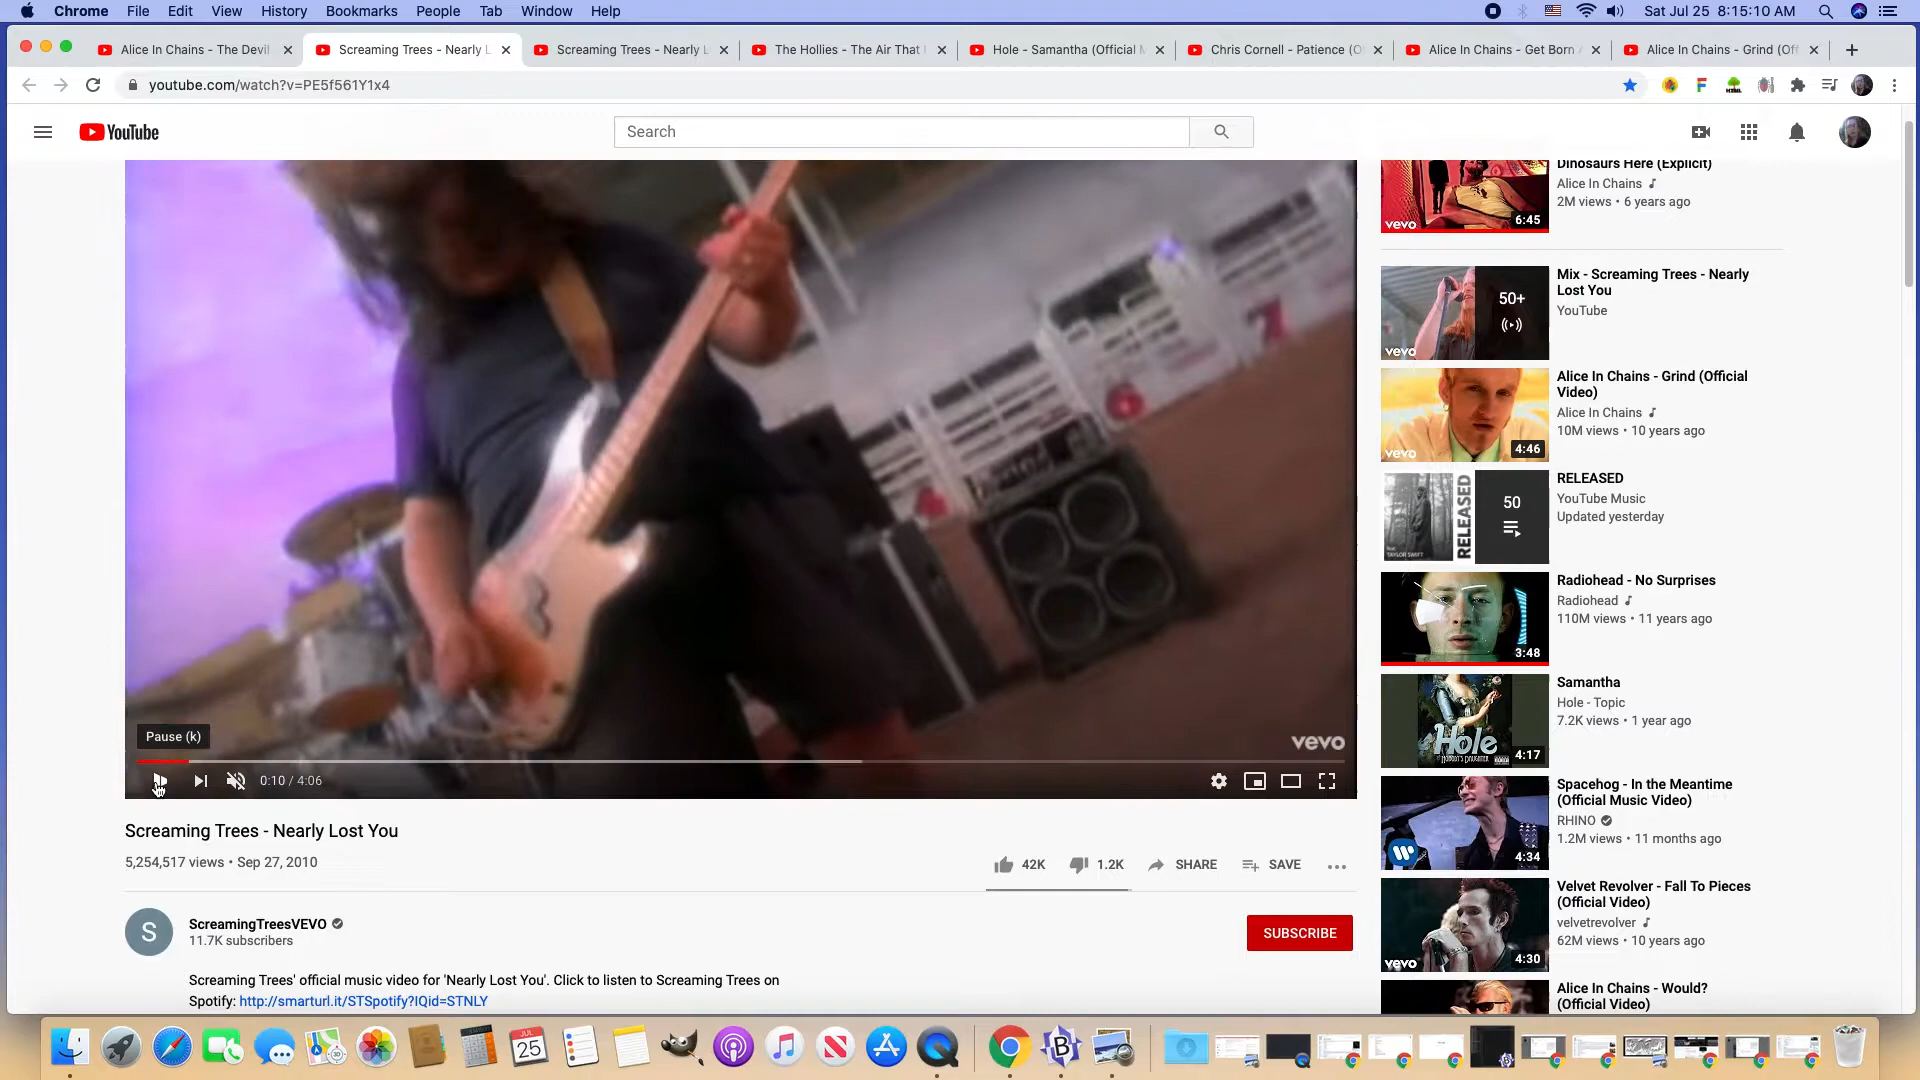 Chrome File Edit View History Bookmarks People Tab Window Help
Sat Jul 25 8:15:10 AM
Alice In Chains - The Devil
Screaming Trees - Nearly L
Screaming Trees - Nearly L
The Hollies - The Air That
Hole - Samantha (Official M
Chris Cornell - Patience (O
Alice In Chains - Get Born
Alice In Chains - Grind (Off
youtube.com/watch?v=PE5f561Y1x4
YouTube
Search
vevo
Pause (k)
0:10 / 4:06
Screaming Trees - Nearly Lost You
5,254,517 views • Sep 27, 2010
42K 1.2K SHARE SAVE
S
ScreamingTreesVEVO
11.7K subscribers
SUBSCRIBE
Screaming Trees' official music video for 'Nearly Lost You'. Click to listen to Screaming Trees on
Spotify: http://smarturl.it/STSpotify?IQid=STNLY
Dinosaurs Here (Explicit)
Alice In Chains
2M views • 6 years ago
6:45
vevo
Mix - Screaming Trees - Nearly
Lost You
YouTube
50+
vevo
Alice In Chains - Grind (Official
Video)
Alice In Chains
10M views • 10 years ago
4:46
vevo
RELEASED
YouTube Music
Updated yesterday
50
RELEASED
TAYLOR SWIFT
Radiohead - No Surprises
Radiohead
110M views • 11 years ago
3:48
Samantha
Hole - Topic
7.2K views • 1 year ago
Hole
4:17
Spacehog - In the Meantime
(Official Music Video)
RHINO
1.2M views • 11 months ago
4:34
Velvet Revolver - Fall To Pieces
(Official Video)
velvetrevolver
62M views • 10 years ago
4:30
vevo
Alice In Chains - Would?
(Official Video)
JUL
25